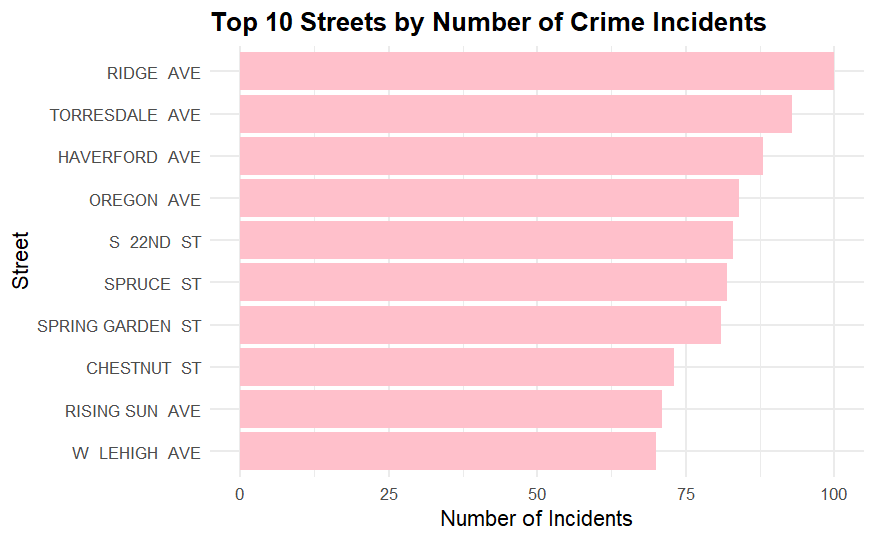 Top 10 Streets by Number of Crime Incidents
Street
RIDGE  AVE
TORRESDALE  AVE
HAVERFORD  AVE
OREGON  AVE
S  22ND  ST
SPRUCE  ST
SPRING GARDEN  ST
CHESTNUT  ST
RISING SUN  AVE
W  LEHIGH  AVE
0 25 50 75 100
Number of Incidents